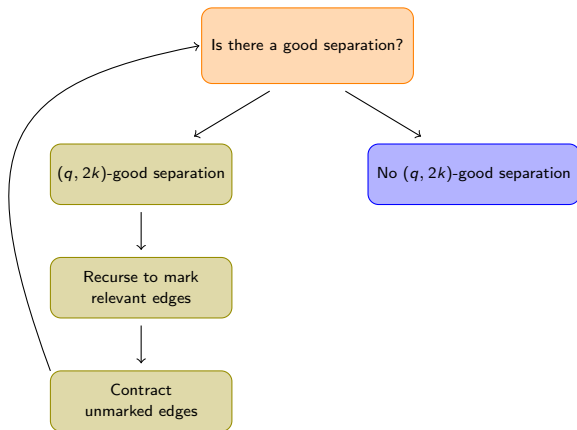 Is there a good separation?
(q, 2k)-good separation
No (q, 2k)-good separation
Recurse to mark
relevant edges
Contract
unmarked edges